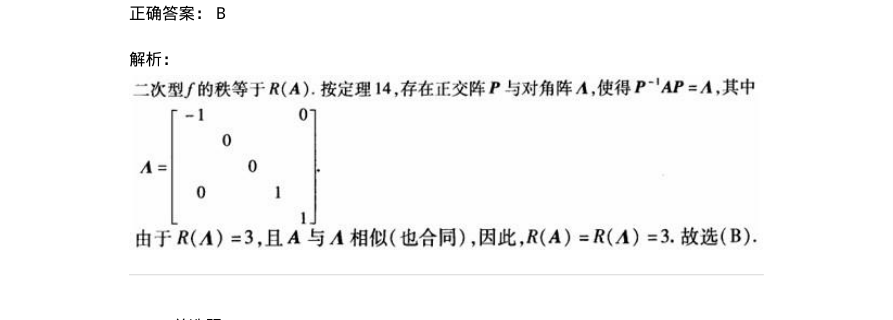 正确答案： B
解析：
二次型f的秩等于R(A). 按定理14,存在正交阵P与对角阵Λ,使得P⁻¹AP=Λ,其中
-1 0
0
Λ= 0
0 1
1
由于R(Λ)=3,且A与Λ相似(也合同),因此,R(A)=R(Λ)=3. 故选(B).